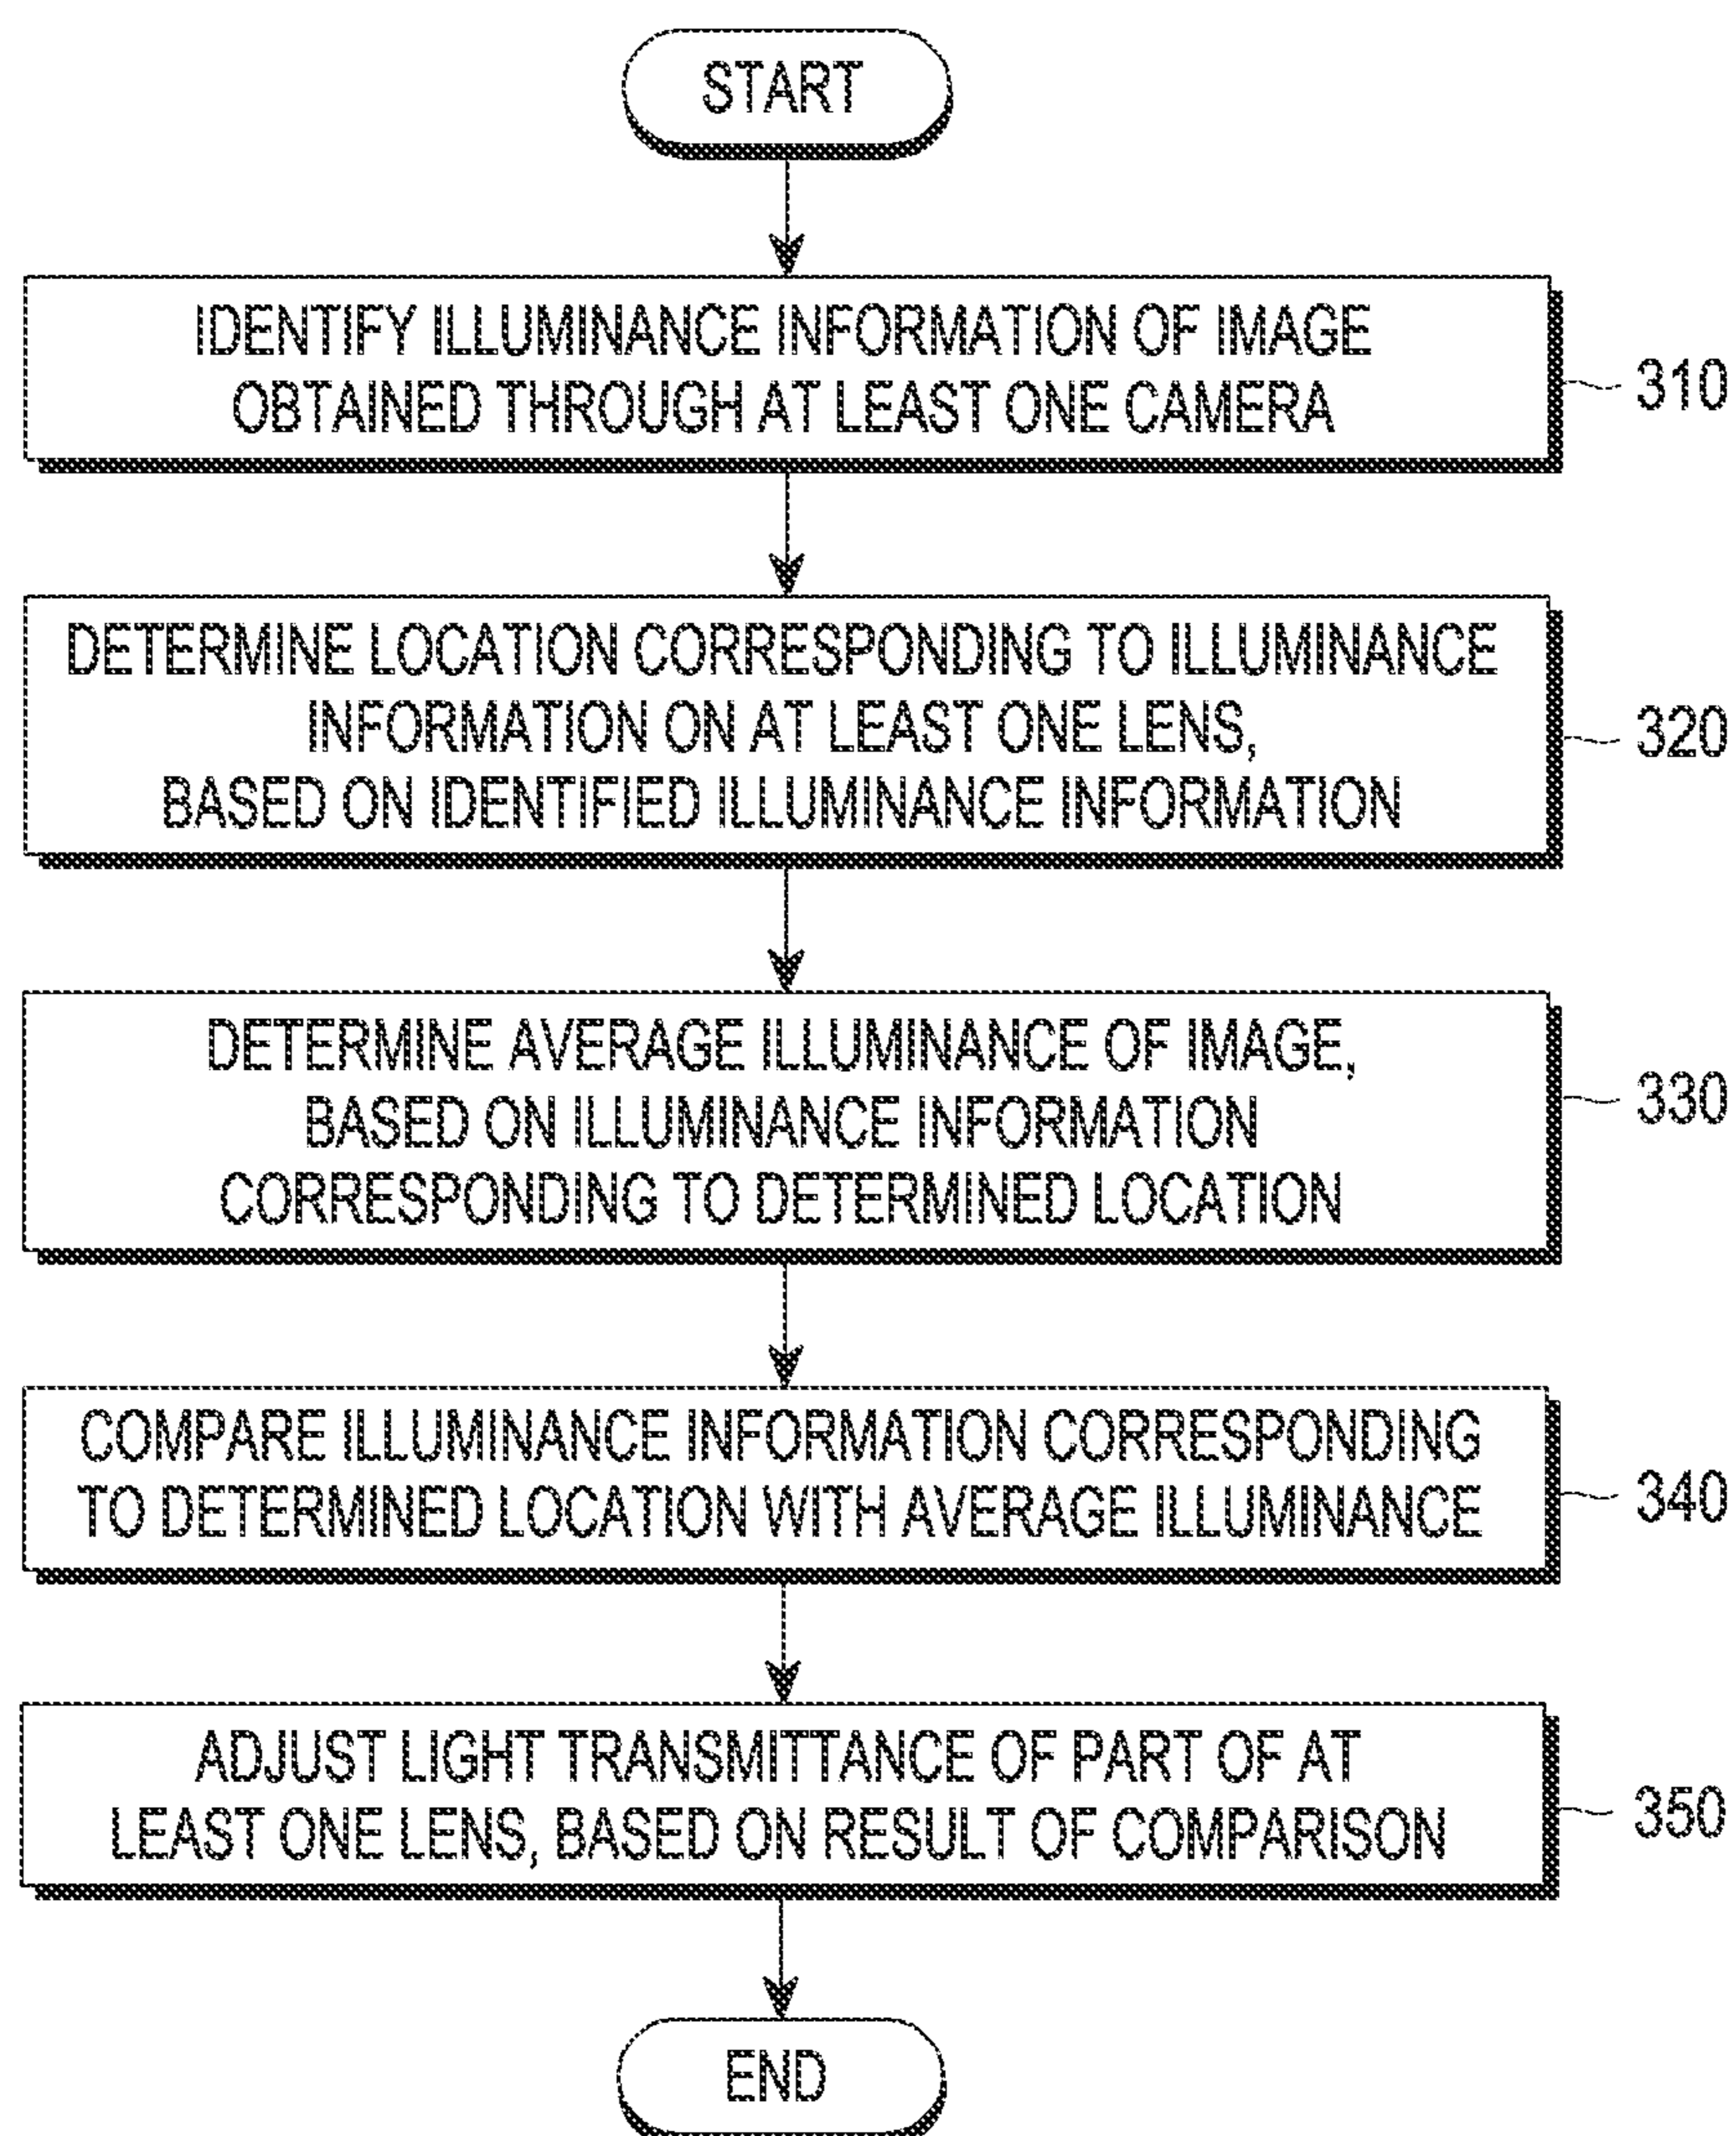 START
IDENTIFY ILLUMINANCE INFORMATION OF IMAGE
OBTAINED THROUGH AT LEAST ONE CAMERA
310
DETERMINE LOCATION CORRESPONDING TO ILLUMINANCE
INFORMATION ON AT LEAST ONE LENS,
BASED ON IDENTIFIED ILLUMINANCE INFORMATION
320
DETERMINE AVERAGE ILLUMINANCE OF IMAGE,
BASED ON ILLUMINANCE INFORMATION
CORRESPONDING TO DETERMINED LOCATION
330
COMPARE ILLUMINANCE INFORMATION CORRESPONDING
TO DETERMINED LOCATION WITH AVERAGE ILLUMINANCE
340
ADJUST LIGHT TRANSMITTANCE OF PART OF AT
LEAST ONE LENS, BASED ON RESULT OF COMPARISON
350
END